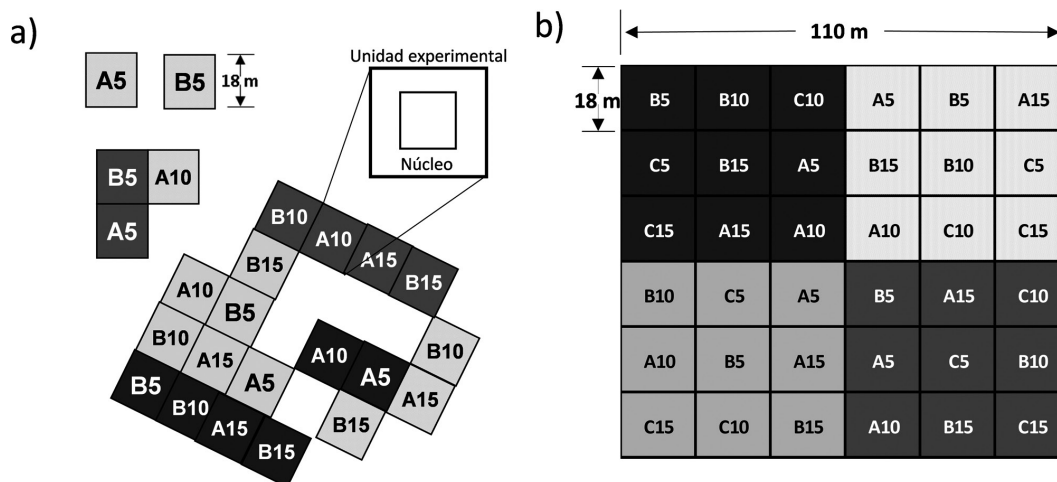 a)
A5 B5 18 m
B5 A10
A5
Unidad experimental
Núcleo
B10
A10
A15
B15
B15
A10
B5
B10
A15
A5
B5
B10
A15
B15
A10
A5
B15
B10
A15
b)
110 m
18 m
B5 B10 C10 A5 B5 A15
C5 B15 A5 B15 B10 C5
C15 A15 A10 A10 C10 C15
B10 C5 A5 B5 A15 C10
A10 B5 A15 A5 C5 B10
C15 C10 B15 A10 B15 C15